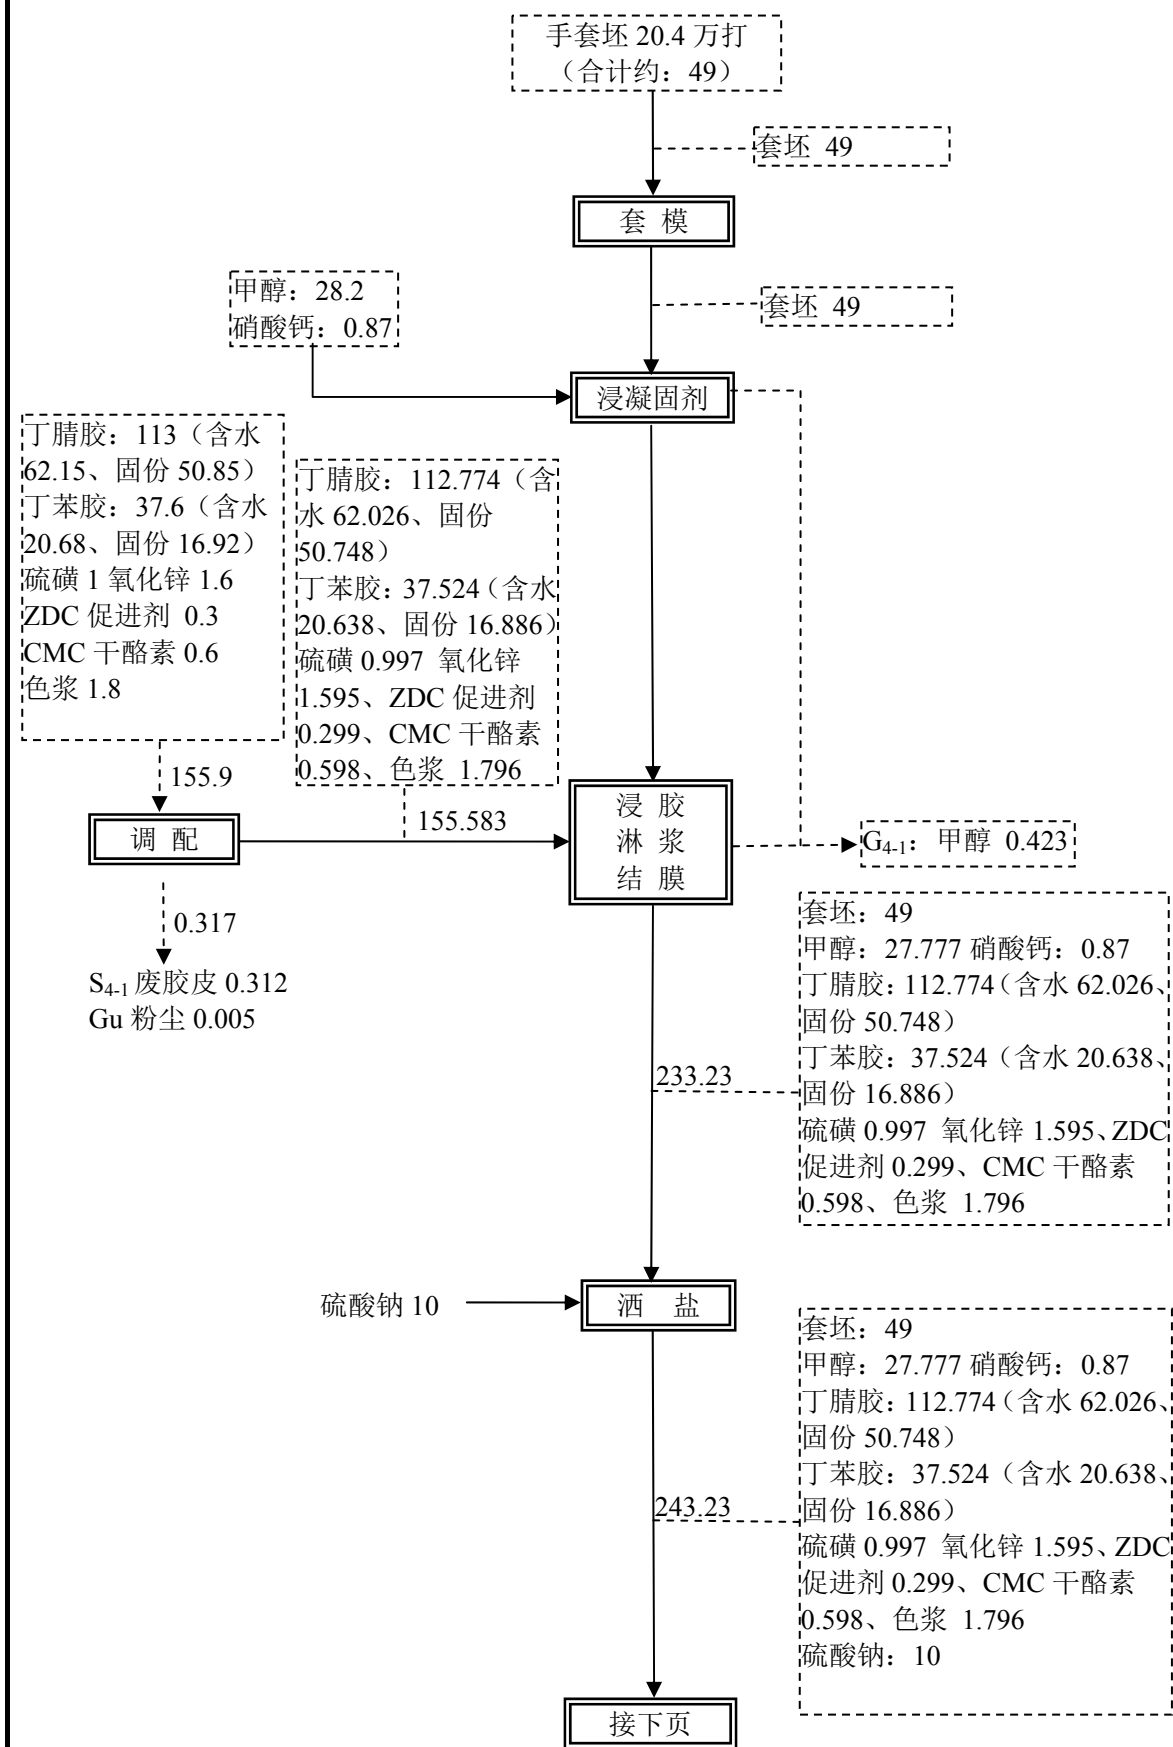 手套坯 20.4 万打
（合计约：49）
套坯 49
套 模
甲醇：28.2
硝酸钙：0.87
套坯 49
浸凝固剂
丁腈胶：113（含水
62.15、固份 50.85）
丁苯胶：37.6（含水
20.68、固份 16.92）
硫磺 1 氧化锌 1.6
ZDC 促进剂 0.3
CMC 干酪素 0.6
色浆 1.8
丁腈胶：112.774（含
水 62.026、固份
50.748）
丁苯胶：37.524（含水
20.638、固份 16.886）
硫磺 0.997 氧化锌
1.595、ZDC 促进剂
0.299、CMC 干酪素
0.598、色浆 1.796
155.9
调 配
155.583
浸 胶
淋 浆
结 膜
G4-1：甲醇 0.423
0.317
S4-1 废胶皮 0.312
Gu 粉尘 0.005
套坯：49
甲醇：27.777 硝酸钙：0.87
丁腈胶：112.774（含水 62.026、
固份 50.748）
丁苯胶：37.524（含水 20.638、
固份 16.886）
硫磺 0.997 氧化锌 1.595、ZDC
促进剂 0.299、CMC 干酪素
0.598、色浆 1.796
233.23
硫酸钠 10
洒 盐
套坯：49
甲醇：27.777 硝酸钙：0.87
丁腈胶：112.774（含水 62.026、
固份 50.748）
丁苯胶：37.524（含水 20.638、
固份 16.886）
硫磺 0.997 氧化锌 1.595、ZDC
促进剂 0.299、CMC 干酪素
0.598、色浆 1.796
硫酸钠：10
243.23
接下页